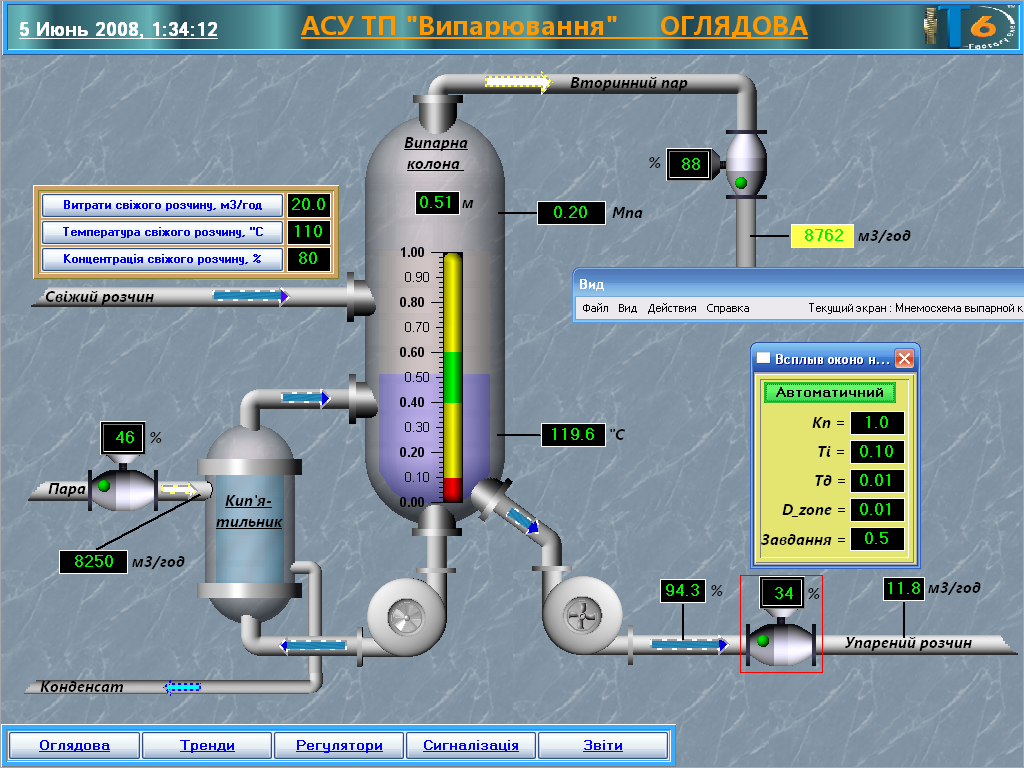 5 Июнь 2008, 1:34:12
АСУ ТП "Випарювання" ОГЛЯДОВА
T6
Factory
Вторинний пар
Випарна
колона
% 88
0.51 м
0.20 Мпа
Витрати свіжого розчину, м3/год 20.0
Температура свіжого розчину, "С 110
Концентрація свіжого розчину, % 80
8762 м3/год
1.00
0.90
0.80
0.70
0.60
0.50
0.40
0.30
0.20
0.10
0.00
Свіжий розчин
Вид
Файл Вид Действия Справка Текущий экран : Мнемосхема выпарной к
Всплыв оконо н...
Автоматичний
Кп = 1.0
Ті = 0.10
Тд = 0.01
D_zone = 0.01
Завдання = 0.5
119.6 "С
46 %
Пара
Кип'я-
тильник
8250 м3/год
94.3 %
34 %
11.8 м3/год
Упарений розчин
Конденсат
Оглядова Тренди Регулятори Сигналізація Звіти